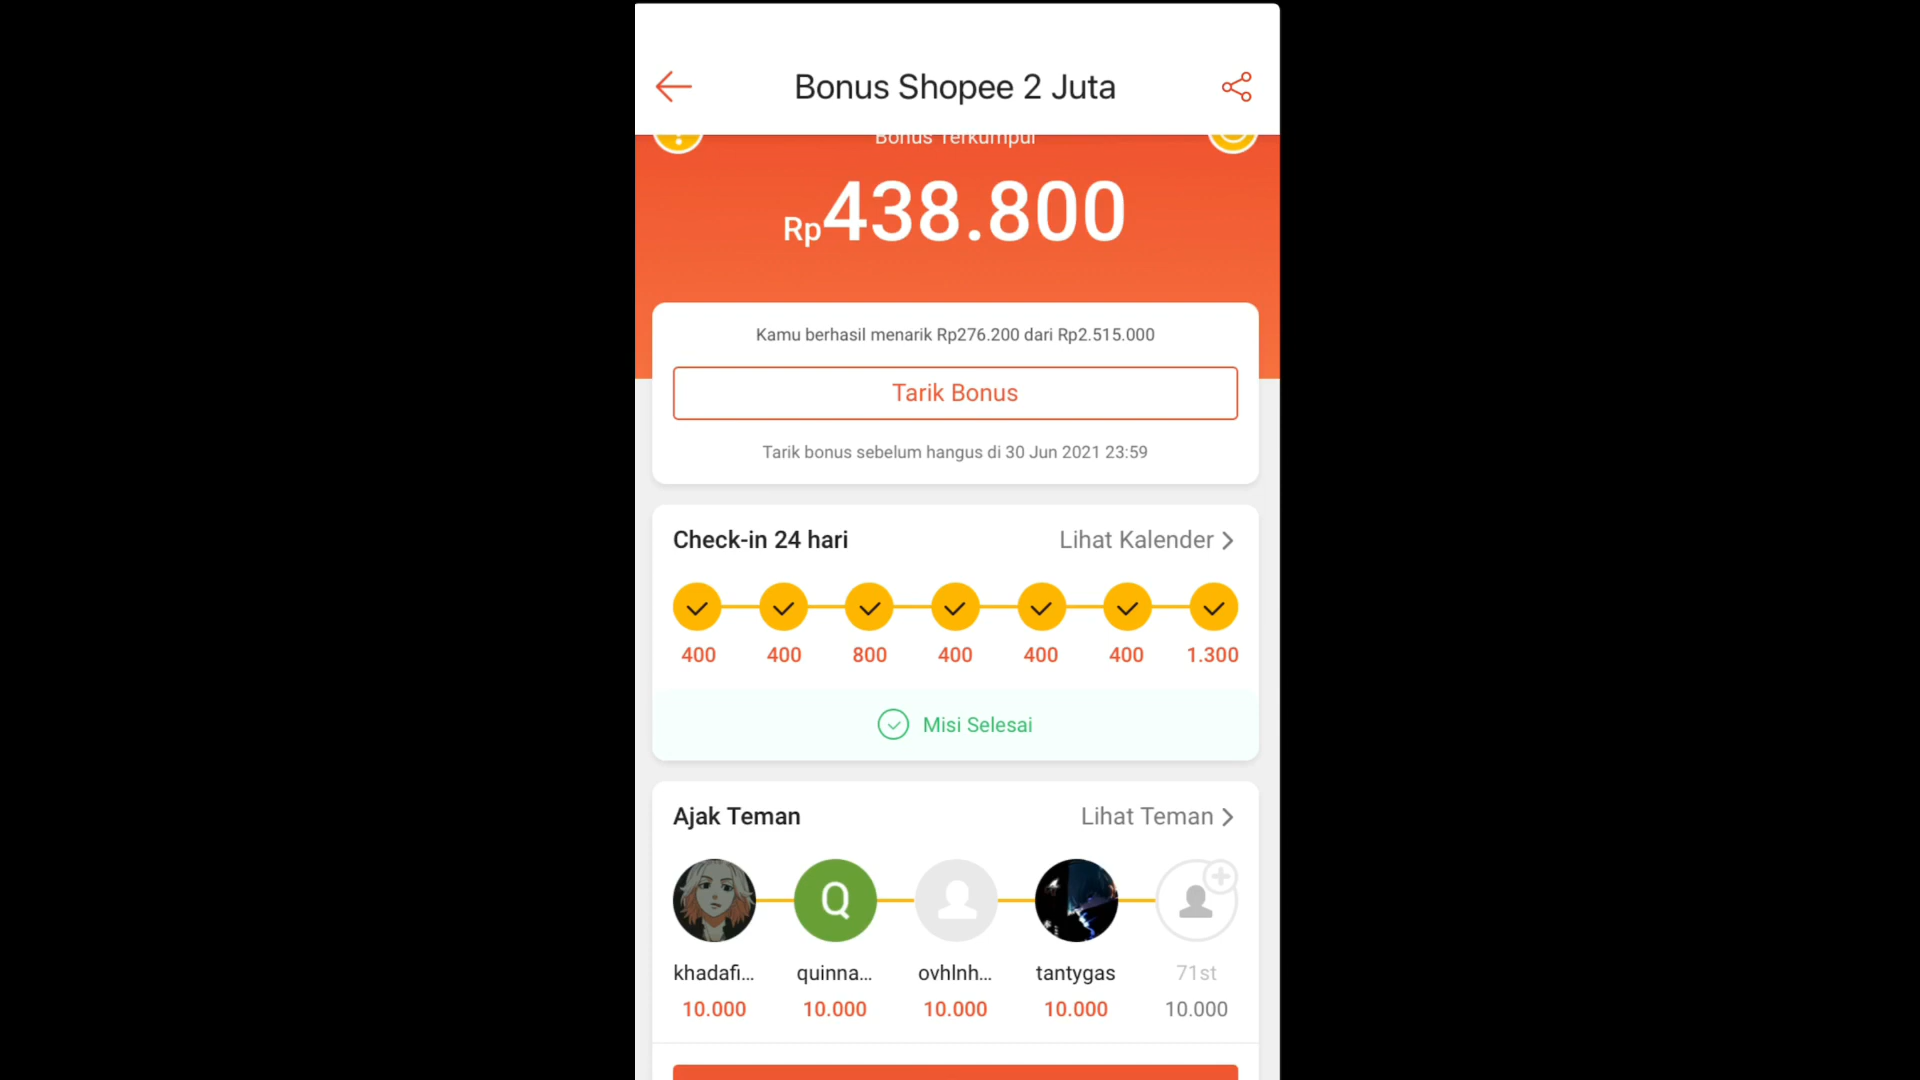 Bonus Shopee 2 Juta
Bonus Terkumpul
Rp438.800
Kamu berhasil menarik Rp276.200 dari Rp2.515.000
Tarik Bonus
Tarik bonus sebelum hangus di 30 Jun 2021 23:59
Check-in 24 hari Lihat Kalender
400 400 800 400 400 400 1.300
Misi Selesai
Ajak Teman Lihat Teman
Q
khadafi... quinna... ovhlnh... tantygas 71st
10.000 10.000 10.000 10.000 10.000